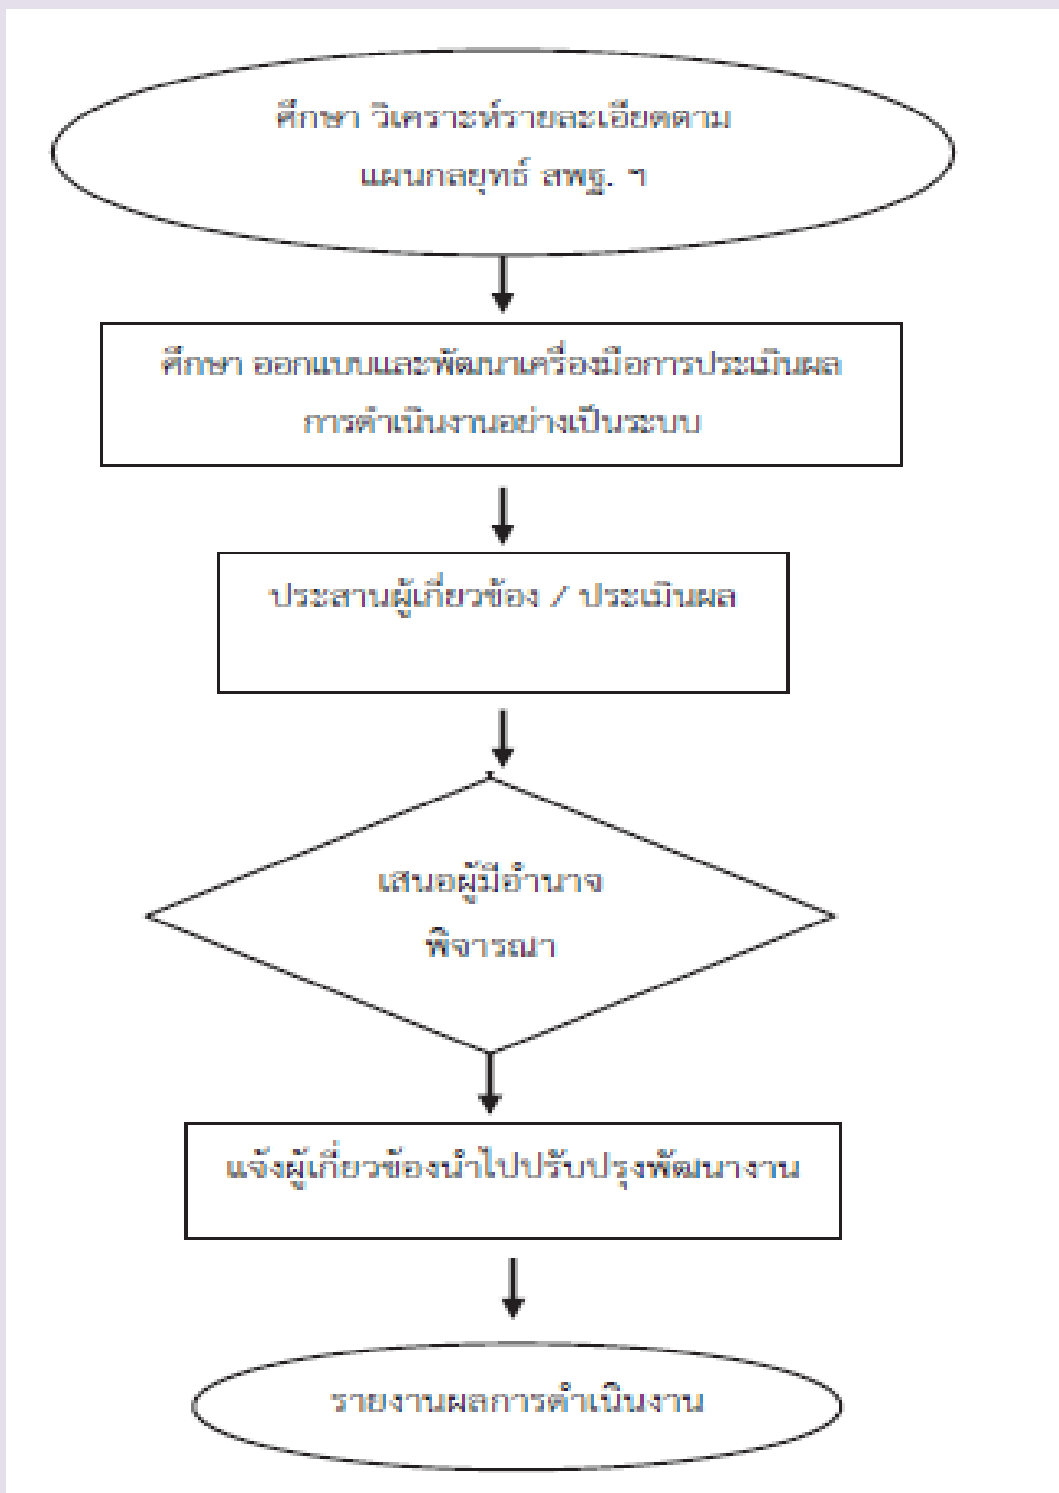 ศึกษา วิเคราะห์รายละเอียดตาม
แผนกลยุทธ์ สพฐ. ฯ
ศึกษา ออกแบบและพัฒนาเครื่องมือการประเมินผล
การดำเนินงานอย่างเป็นระบบ
ประสานผู้เกี่ยวข้อง / ประเมินผล
เสนอผู้มีอำนาจ
พิจารณา
แจ้งผู้เกี่ยวข้องนำไปปรับปรุงพัฒนางาน
รายงานผลการดำเนินงาน